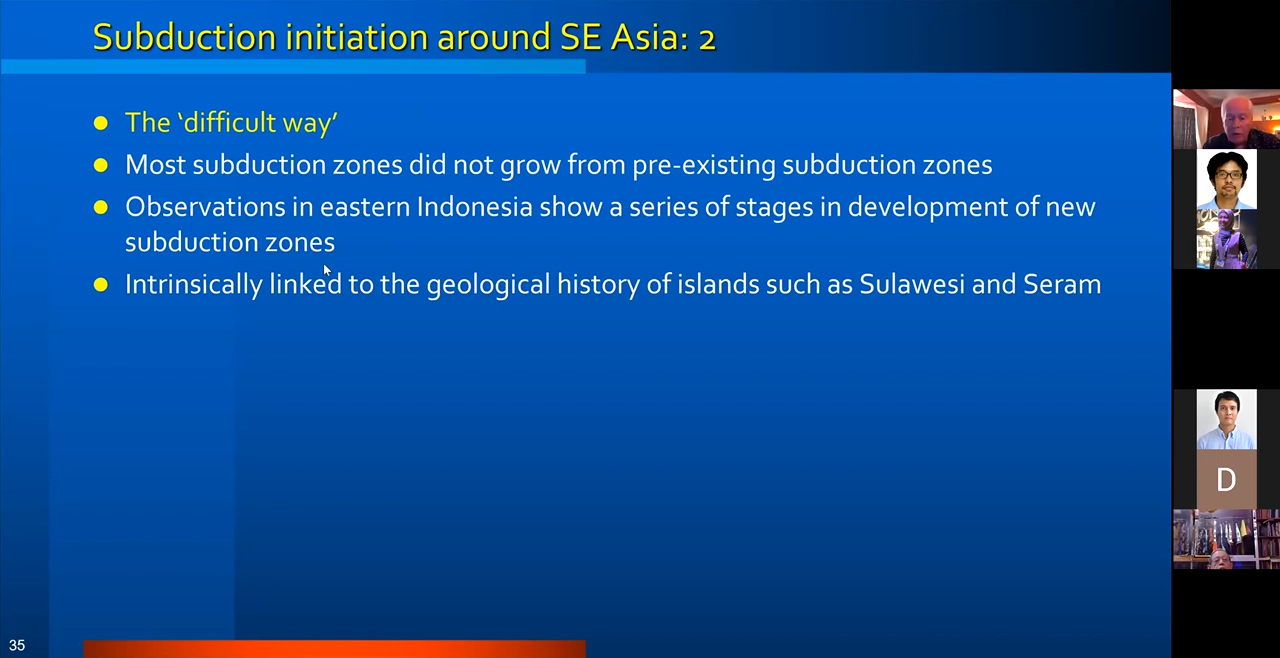 Subduction initiation around SE Asia: 2
The ‘difficult way’
Most subduction zones did not grow from pre-existing subduction zones
Observations in eastern Indonesia show a series of stages in development of new
subduction zones
Intrinsically linked to the geological history of islands such as Sulawesi and Seram
D
35